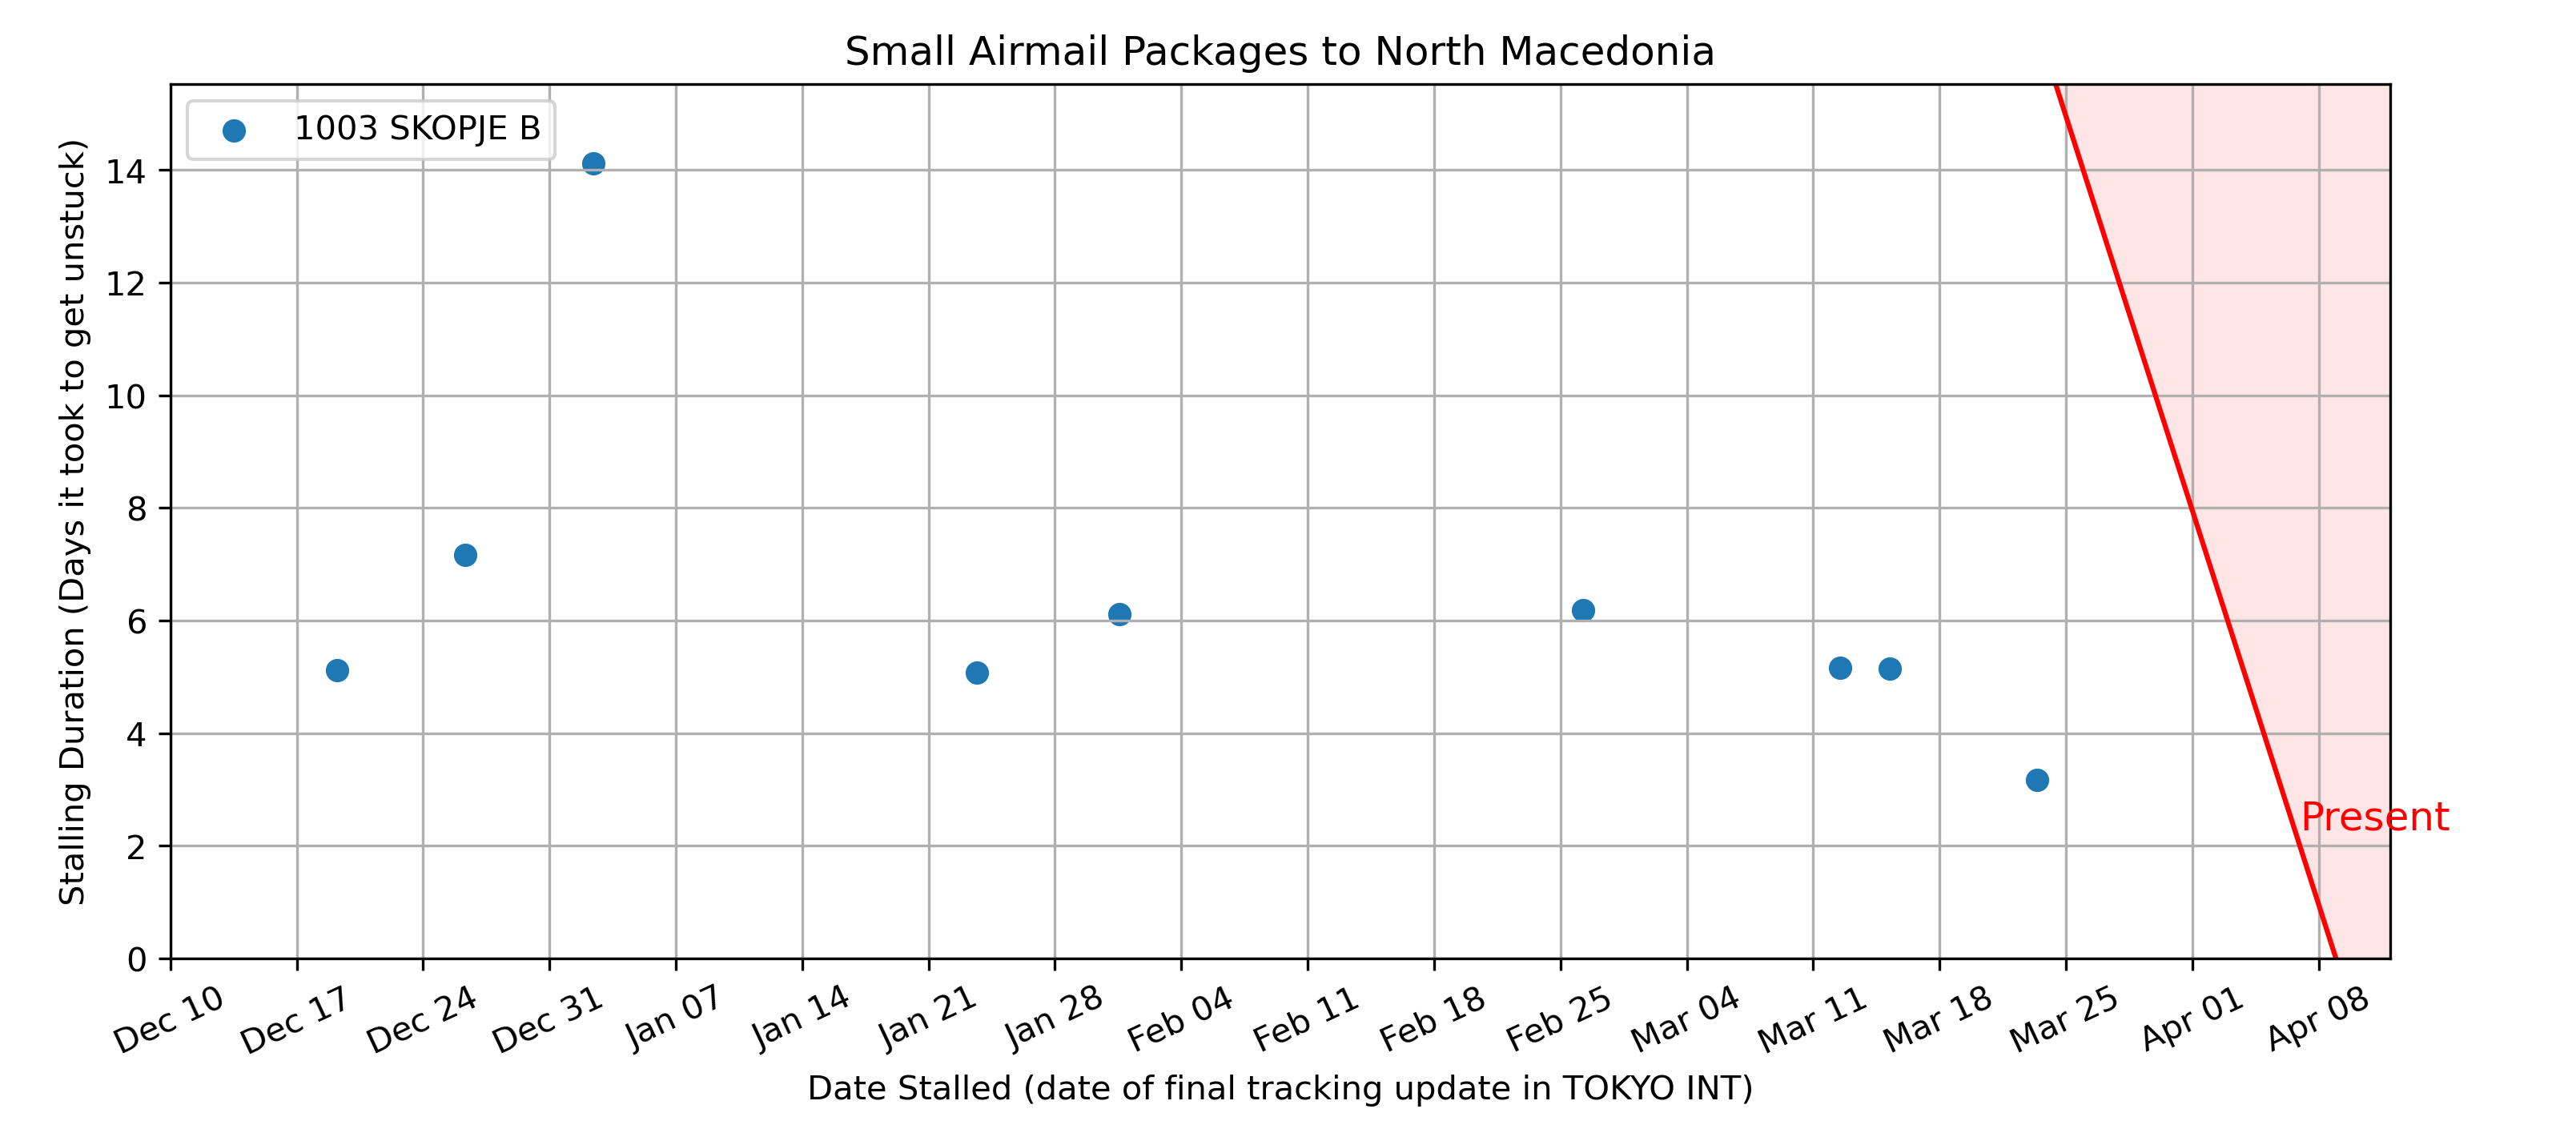 Small Airmail Packages to North Macedonia
1003 SKOPJE B
Stalling Duration (Days it took to get unstuck)
14
12
10
8
6
4
2
0
Present
Dec 10
Dec 17
Dec 24
Dec 31
Jan 07
Jan 14
Jan 21
Jan 28
Feb 04
Feb 11
Feb 18
Feb 25
Mar 04
Mar 11
Mar 18
Mar 25
Apr 01
Apr 08
Date Stalled (date of final tracking update in TOKYO INT)